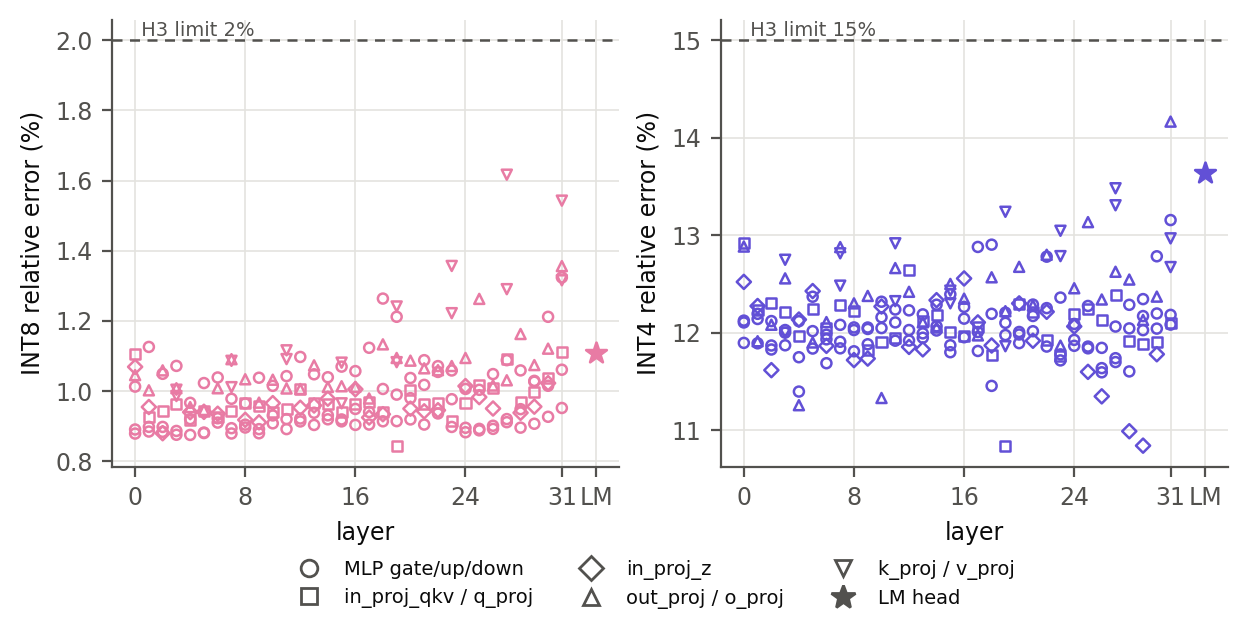 H3 limit 2%
2.0
1.8
1.6
1.4
1.2
1.0
0.8
INT8 relative error (%)
0 8 16 24 31 LM
layer
H3 limit 15%
15
14
13
12
11
INT4 relative error (%)
0 8 16 24 31 LM
layer
MLP gate/up/down
in_proj_qkv / q_proj
in_proj_z
out_proj / o_proj
k_proj / v_proj
LM head